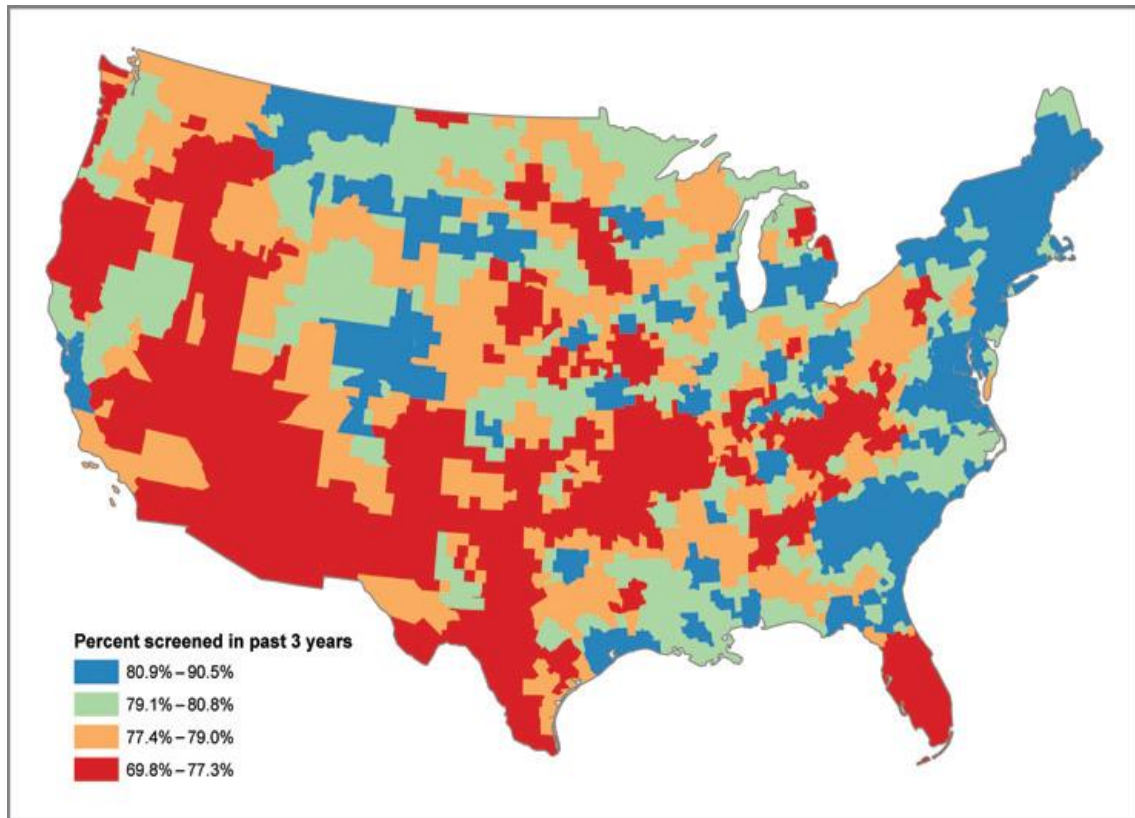 Percent screened in past 3 years
80.9% – 90.5%
79.1% – 80.8%
77.4% – 79.0%
69.8% – 77.3%